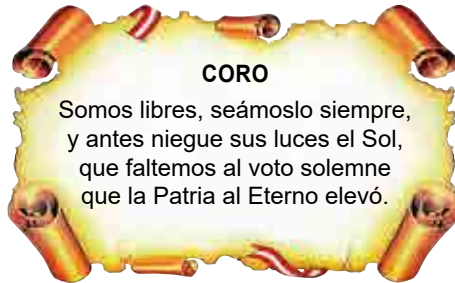 CORO
Somos libres, seámoslo siempre,
y antes niegue sus luces el Sol,
que faltemos al voto solemne
que la Patria al Eterno elevó.